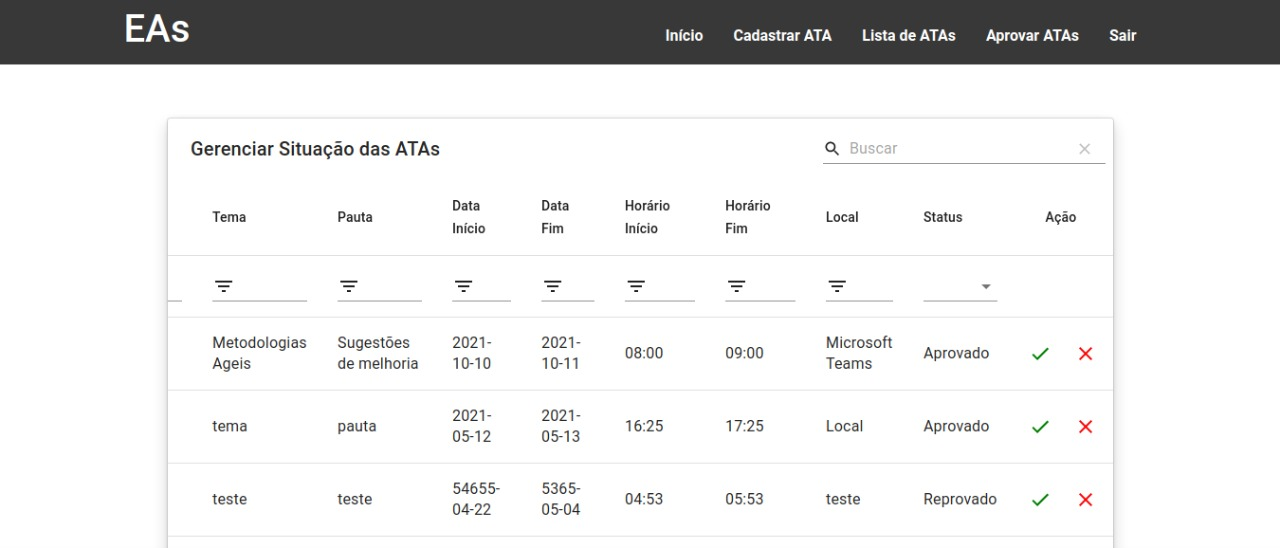 EAs
Início Cadastrar ATA Lista de ATAs Aprovar ATAs Sair
Gerenciar Situação das ATAs
Buscar
Tema Pauta Data Início Data Fim Horário Início Horário Fim Local Status Ação
Metodologias Ageis Sugestões de melhoria 2021-10-10 2021-10-11 08:00 09:00 Microsoft Teams Aprovado
tema pauta 2021-05-12 2021-05-13 16:25 17:25 Local Aprovado
teste teste 54655-04-22 5365-05-04 04:53 05:53 teste Reprovado